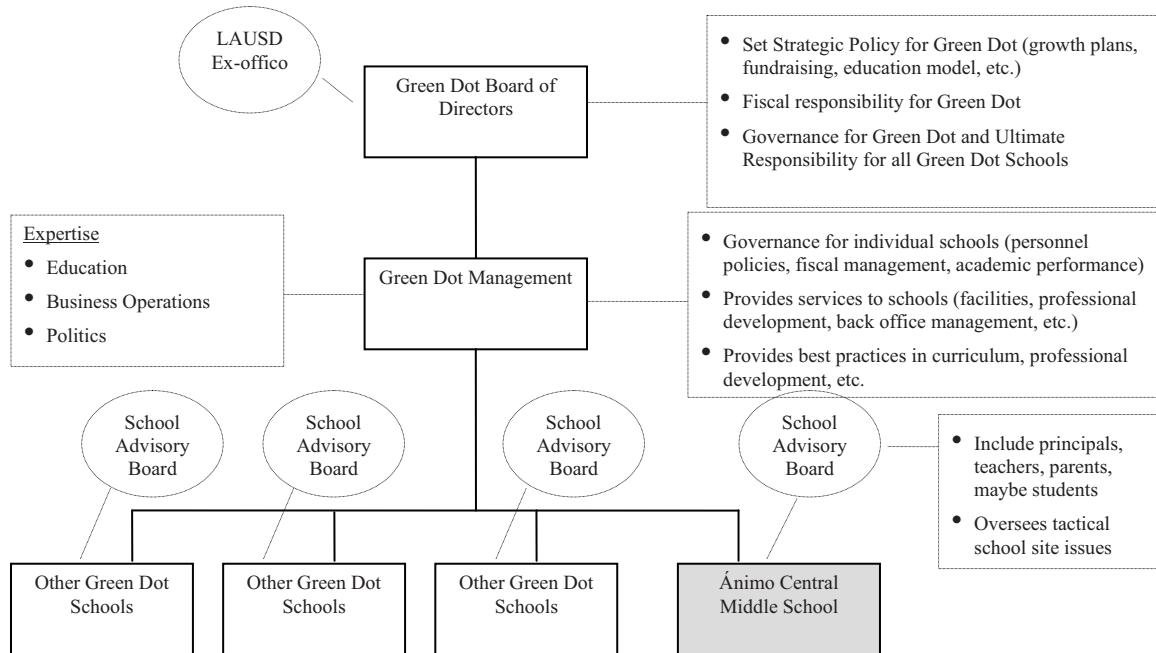 LAUSD
Ex-offico
Green Dot Board of
Directors
• Set Strategic Policy for Green Dot (growth plans,
fundraising, education model, etc.)
• Fiscal responsibility for Green Dot
• Governance for Green Dot and Ultimate
Responsibility for all Green Dot Schools
Expertise
• Education
• Business Operations
• Politics
Green Dot Management
• Governance for individual schools (personnel
policies, fiscal management, academic performance)
• Provides services to schools (facilities, professional
development, back office management, etc.)
• Provides best practices in curriculum, professional
development, etc.
School
Advisory
Board
School
Advisory
Board
School
Advisory
Board
School
Advisory
Board
• Include principals,
teachers, parents,
maybe students
• Oversees tactical
school site issues
Other Green Dot
Schools
Other Green Dot
Schools
Other Green Dot
Schools
Ánimo Central
Middle School